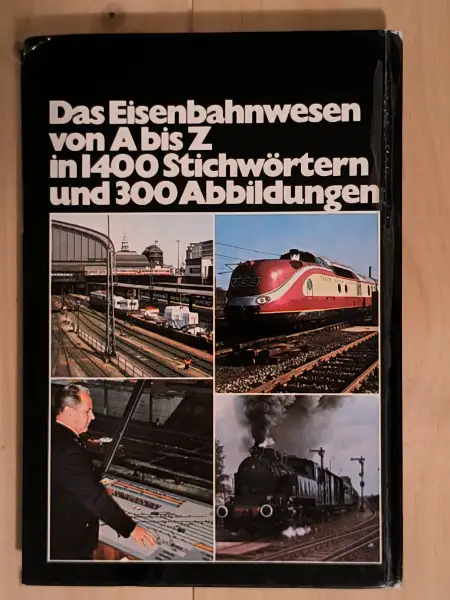 Das Eisenbahnwesen
von A bis Z
in 1400 Stichwörtern
und 300 Abbildungen